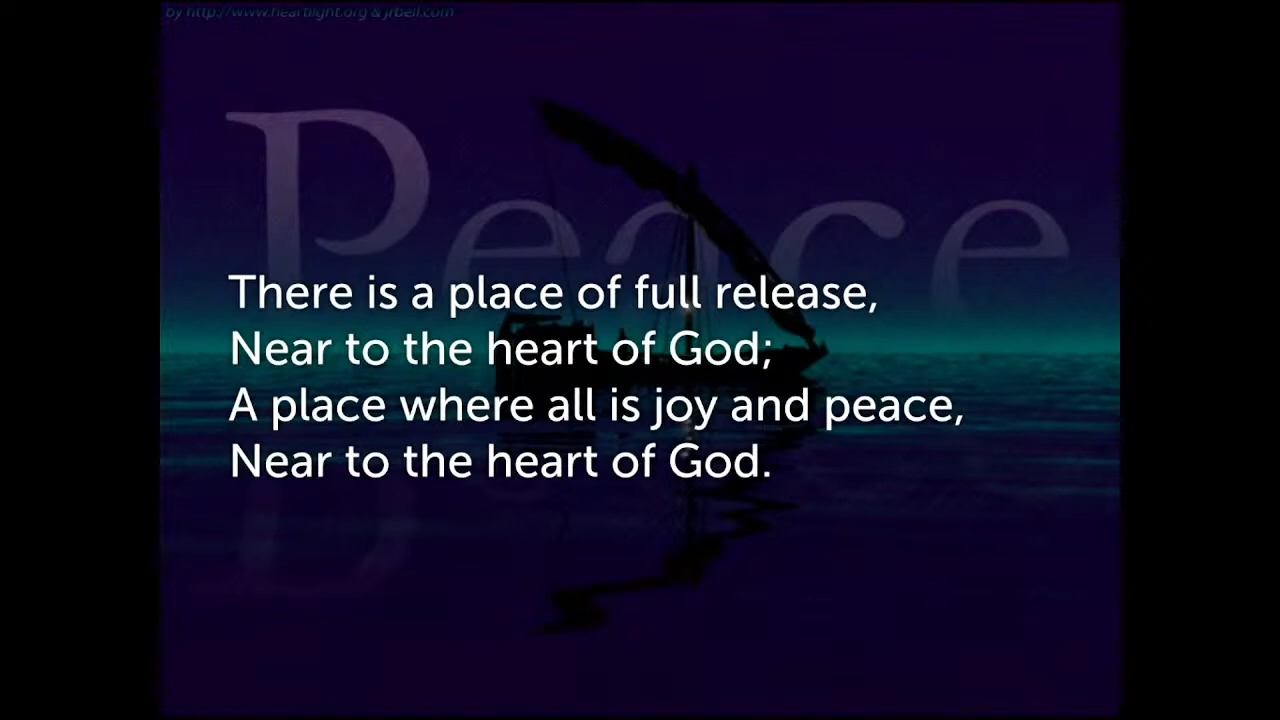 by http://www.heartlight.org & jrbell.com
Peace
There is a place of full release,
Near to the heart of God;
A place where all is joy and peace,
Near to the heart of God.